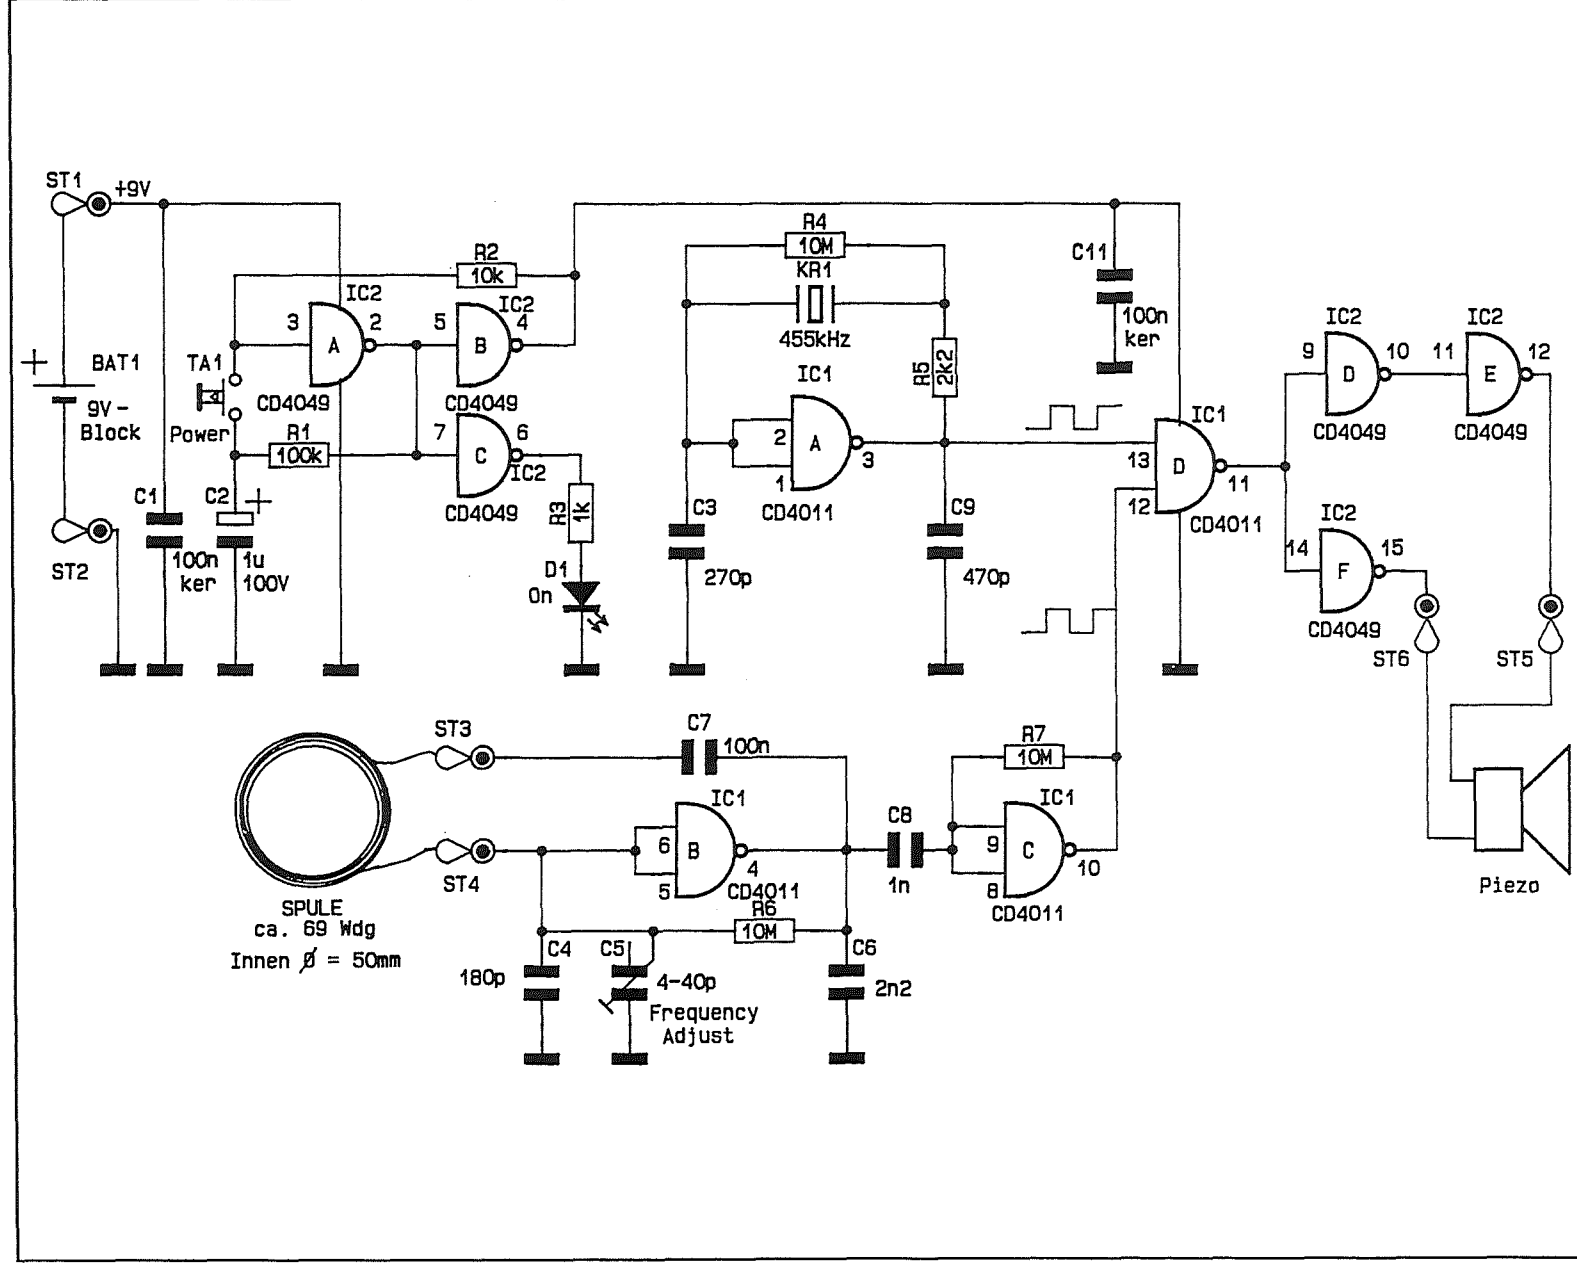 ST1
+9V
R2
10k
IC2
3
A
2
CD4049
IC2
5
B
4
CD4049
7
C
6
IC2
CD4049
+
BAT1
9V-
Block
TA1
Power
R1
100k
C1
100n
ker
C2
+
1u
100V
R3
1k
D1
On
ST2
R4
10M
KR1
455kHz
R5
2k2
IC1
2
A
1
3
CD4011
C3
270p
C9
470p
C11
100n
ker
IC1
13
D
12
11
CD4011
IC2
9
D
10
CD4049
IC2
11
E
12
CD4049
IC2
14
F
15
CD4049
ST6
ST5
Piezo
ST3
C7
100n
ST4
IC1
6
B
5
4
CD4011
SPULE
ca. 69 Wdg
Innen Ø = 50mm
R6
10M
C4
180p
C5
4-40p
Frequency
Adjust
C6
2n2
C8
1n
R7
10M
IC1
9
C
8
10
CD4011